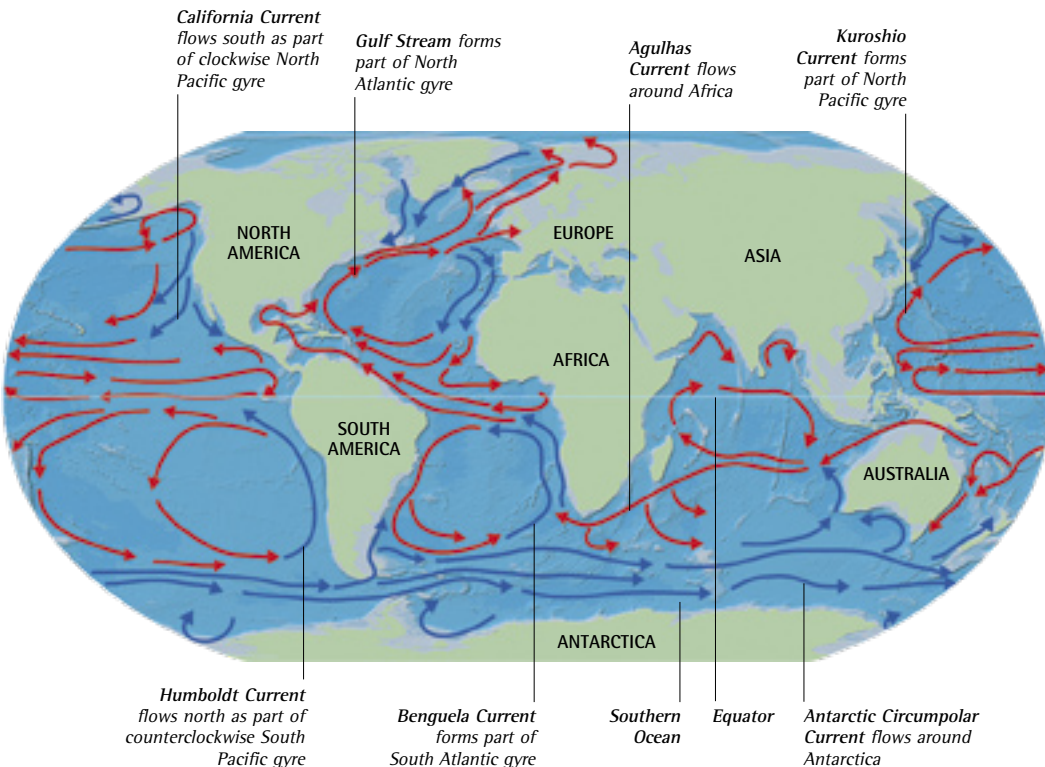 California Current
flows south as part
of clockwise North
Pacific gyre
Gulf Stream forms
part of North
Atlantic gyre
Agulhas
Current flows
around Africa
Kuroshio
Current forms
part of North
Pacific gyre
NORTH
AMERICA
EUROPE
ASIA
AFRICA
SOUTH
AMERICA
AUSTRALIA
ANTARCTICA
Humboldt Current
flows north as part of
counterclockwise South
Pacific gyre
Benguela Current
forms part of
South Atlantic gyre
Southern
Ocean
Equator
Antarctic Circumpolar
Current flows around
Antarctica